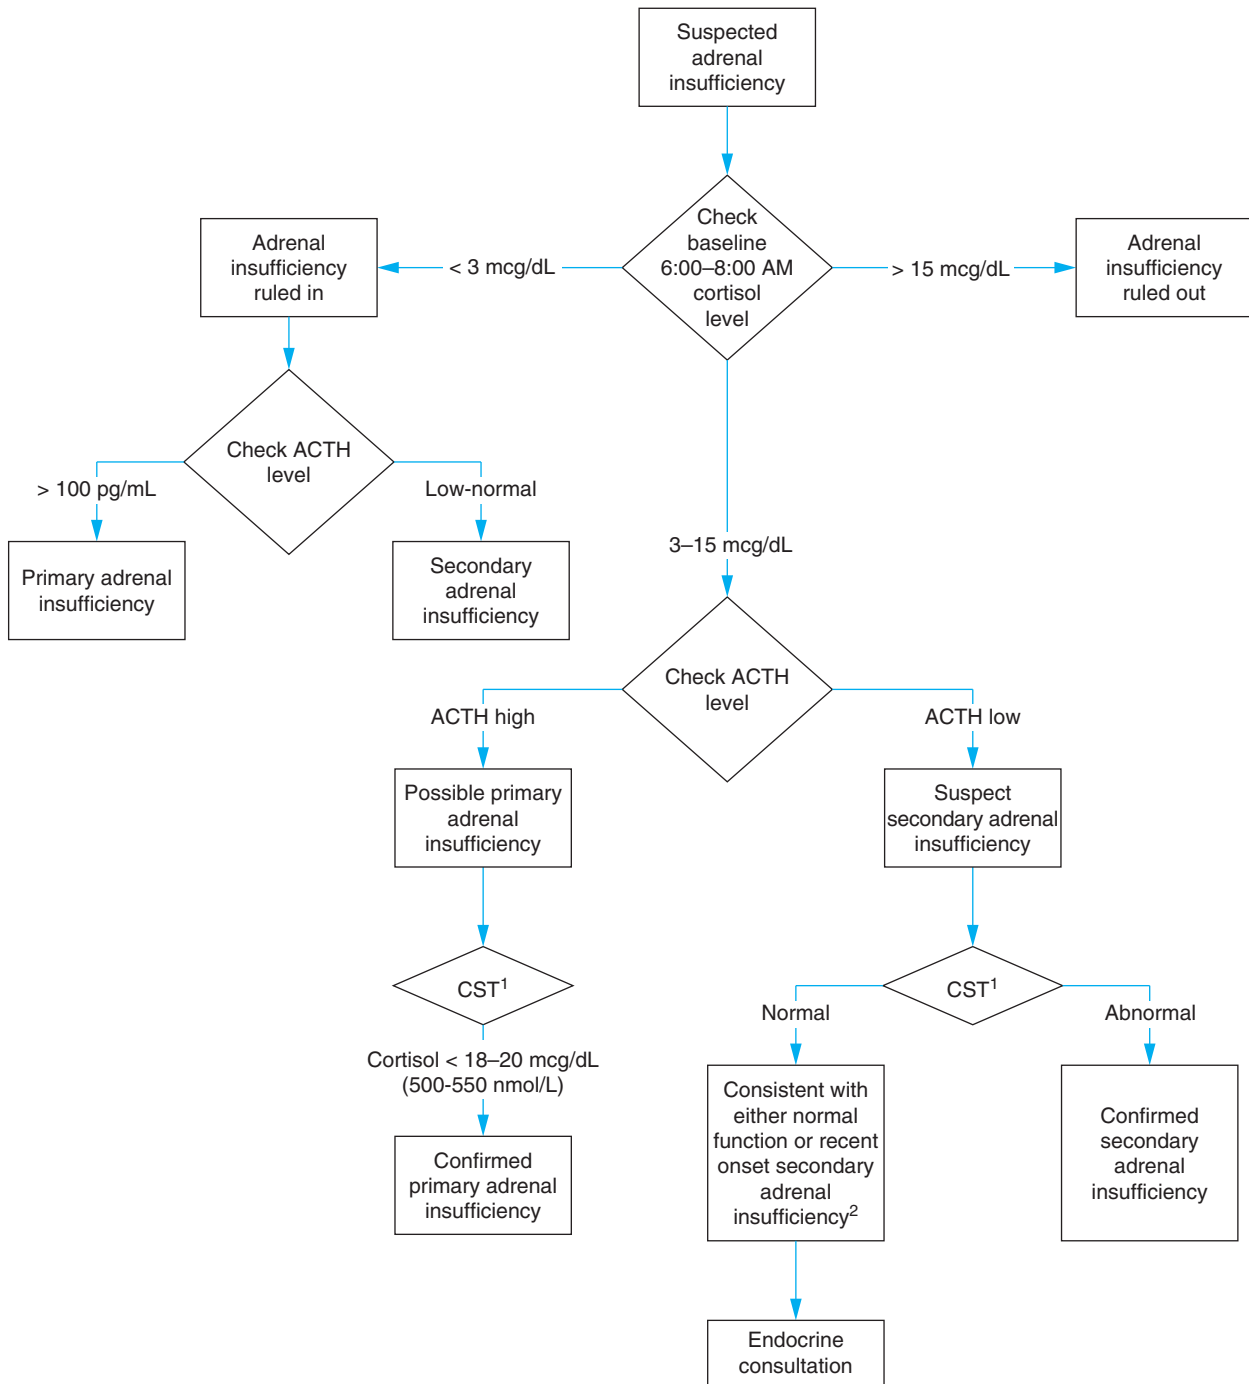 Suspected
adrenal
insufficiency
Check
baseline
6:00–8:00 AM
cortisol
level
< 3 mcg/dL
> 15 mcg/dL
Adrenal
insufficiency
ruled in
Adrenal
insufficiency
ruled out
Check ACTH
level
> 100 pg/mL
Low-normal
Primary adrenal
insufficiency
Secondary
adrenal
insufficiency
3–15 mcg/dL
Check ACTH
level
ACTH high
ACTH low
Possible primary
adrenal
insufficiency
Suspect
secondary adrenal
insufficiency
CST¹
Cortisol < 18–20 mcg/dL
(500-550 nmol/L)
Confirmed
primary adrenal
insufficiency
CST¹
Normal
Abnormal
Consistent with
either normal
function or recent
onset secondary
adrenal
insufficiency²
Confirmed
secondary
adrenal
insufficiency
Endocrine
consultation